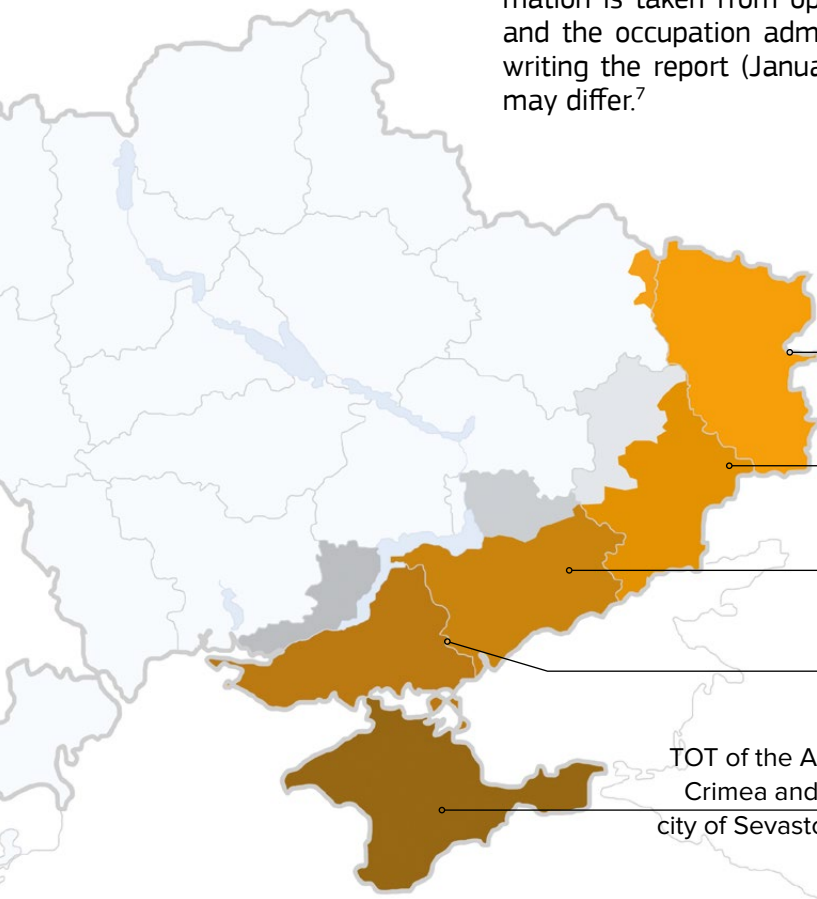 mation is taken from op
and the occupation adm
writing the report (Janua
may differ.7
TOT of the A
Crimea and
city of Sevasto